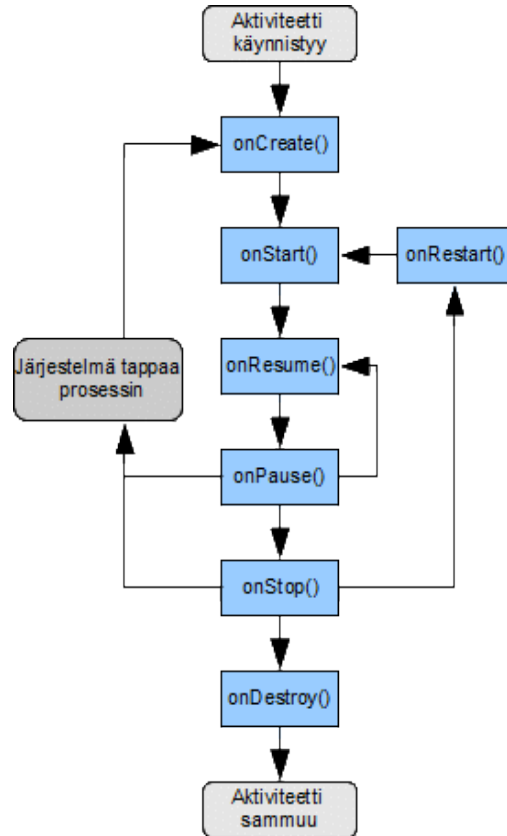 Aktiviteetti
käynnistyy
onCreate()
onStart()
onRestart()
Järjestelmä tappaa
prosessin
onResume()
onPause()
onStop()
onDestroy()
Aktiviteetti
sammuu